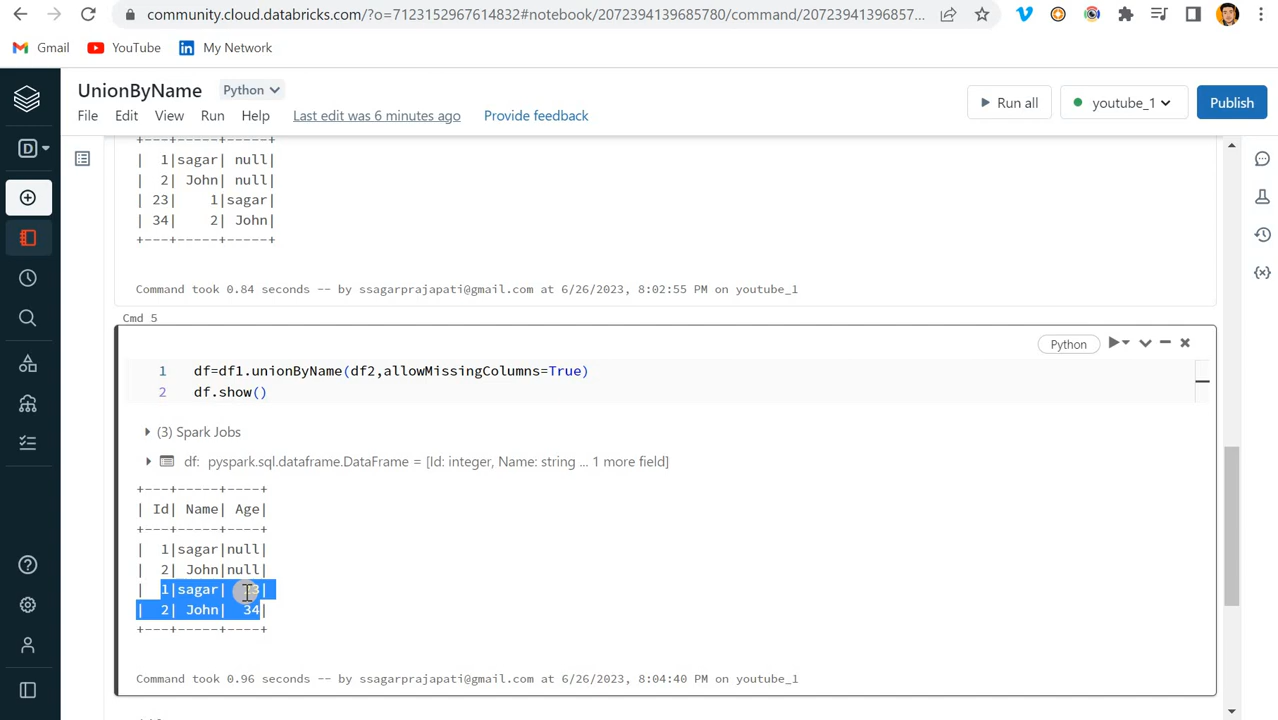 community.cloud.databricks.com/?o=7123152967614832#notebook/2072394139685780/command/20723941396857...
Gmail
YouTube
My Network
UnionByName
Python
Run all
youtube_1
Publish
File
Edit
View
Run
Help
Last edit was 6 minutes ago
Provide feedback
D
+---+-----+-----+
|  1|sagar| null|
|  2| John| null|
| 23|    1|sagar|
| 34|    2| John|
+---+-----+-----+
Command took 0.84 seconds -- by ssagarprajapati@gmail.com at 6/26/2023, 8:02:55 PM on youtube_1
Cmd 5
Python
1 df=df1.unionByName(df2,allowMissingColumns=True)
2 df.show()
(3) Spark Jobs
df: pyspark.sql.dataframe.DataFrame = [Id: integer, Name: string ... 1 more field]
+---+-----+----+
| Id| Name| Age|
+---+-----+----+
|  1|sagar|null|
|  2| John|null|
|  1|sagar|  23|
|  2| John|  34|
+---+-----+----+
Command took 0.96 seconds -- by ssagarprajapati@gmail.com at 6/26/2023, 8:04:40 PM on youtube_1